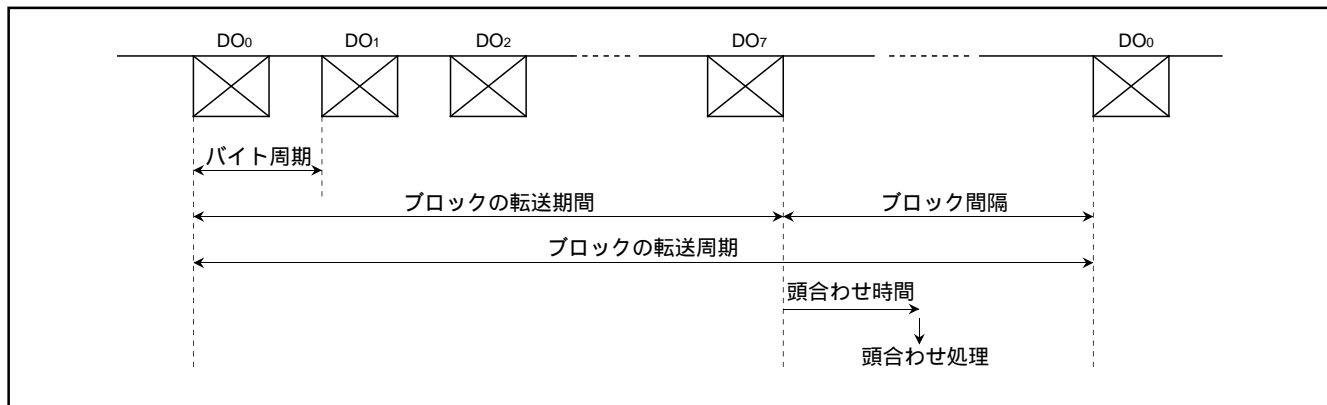 DO₀ DO₁ DO₂ DO₇ DO₀
バイト周期
ブロックの転送期間 ブロック間隔
ブロックの転送周期
頭合わせ時間
頭合わせ処理